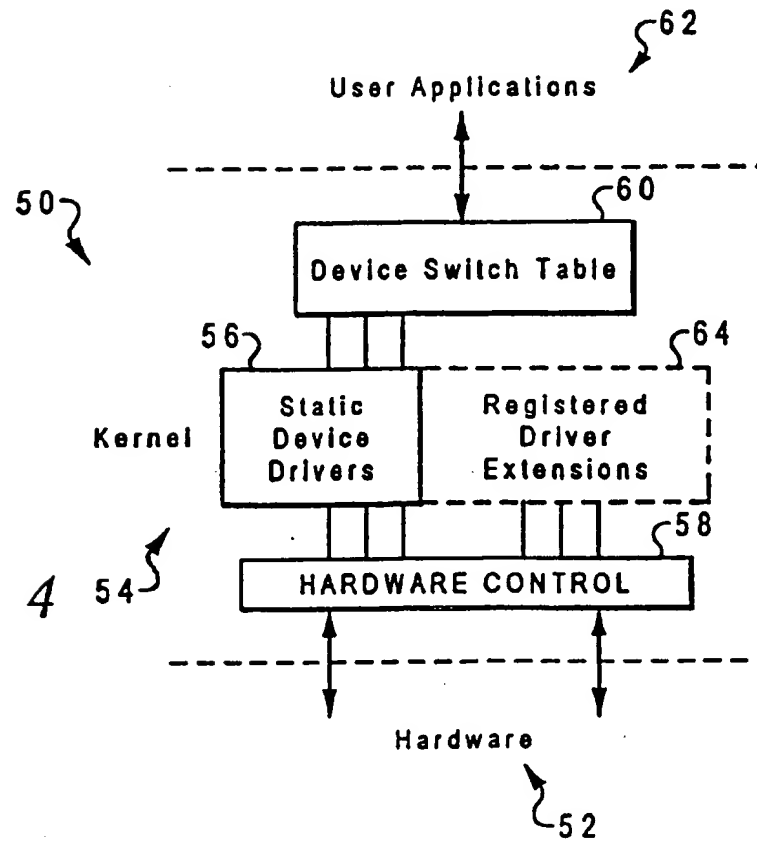 62
User Applications
60
50
Device Switch Table
56
64
Static
Device
Drivers
Registered
Driver
Extensions
Kernel
58
HARDWARE CONTROL
4
54
Hardware
52